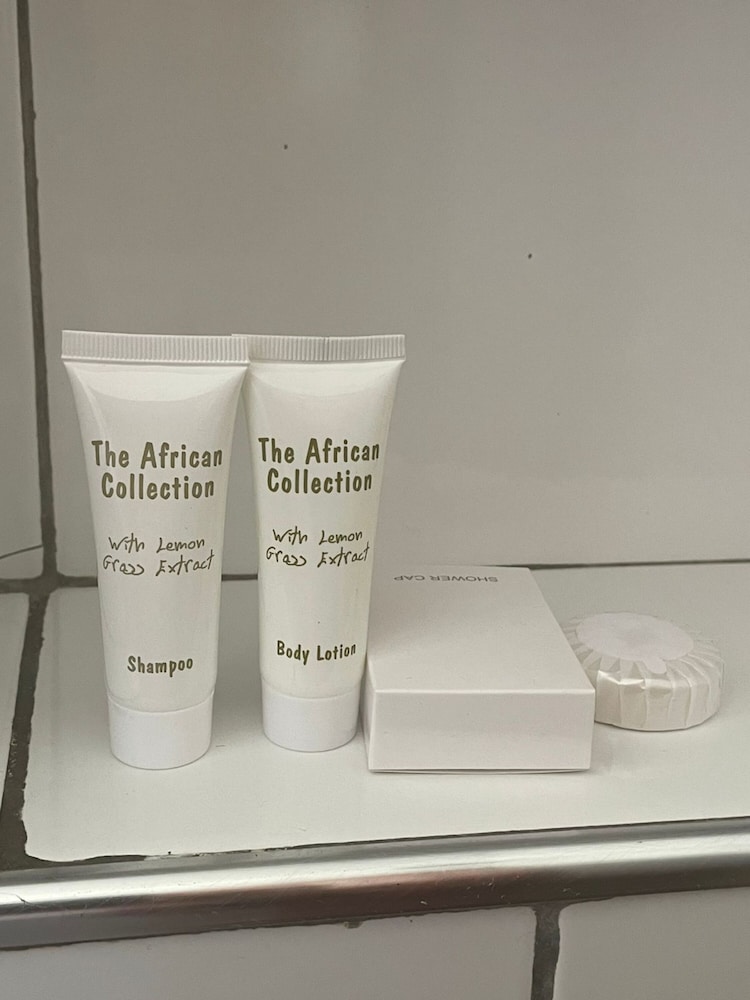 The African
Collection
With Lemon
Grass Extract
Shampoo
The African
Collection
With Lemon
Grass Extract
Body Lotion
SHOWER CAP